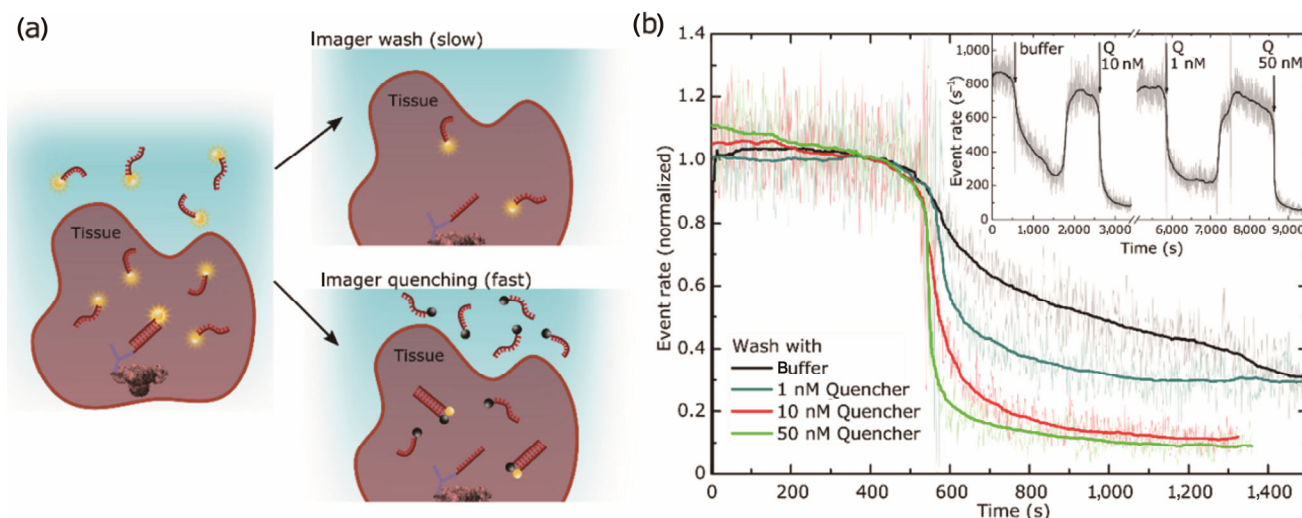 (a)
Imager wash (slow)
Tissue
Tissue
Imager quenching (fast)
Tissue
(b)
Event rate (normalized)
1.4
1.2
1.0
0.8
0.6
0.4
0.2
0
0 200 400 600 800 1,000 1,200 1,400
Time (s)
Wash with
Buffer
1 nM Quencher
10 nM Quencher
50 nM Quencher
Event rate (s⁻¹)
1,000
800
600
400
200
0
buffer
Q
10 nM
Q
1 nM
Q
50 nM
0 1,000 2,000 3,000 5,000 6,000 7,000 8,000 9,000
Time (s)